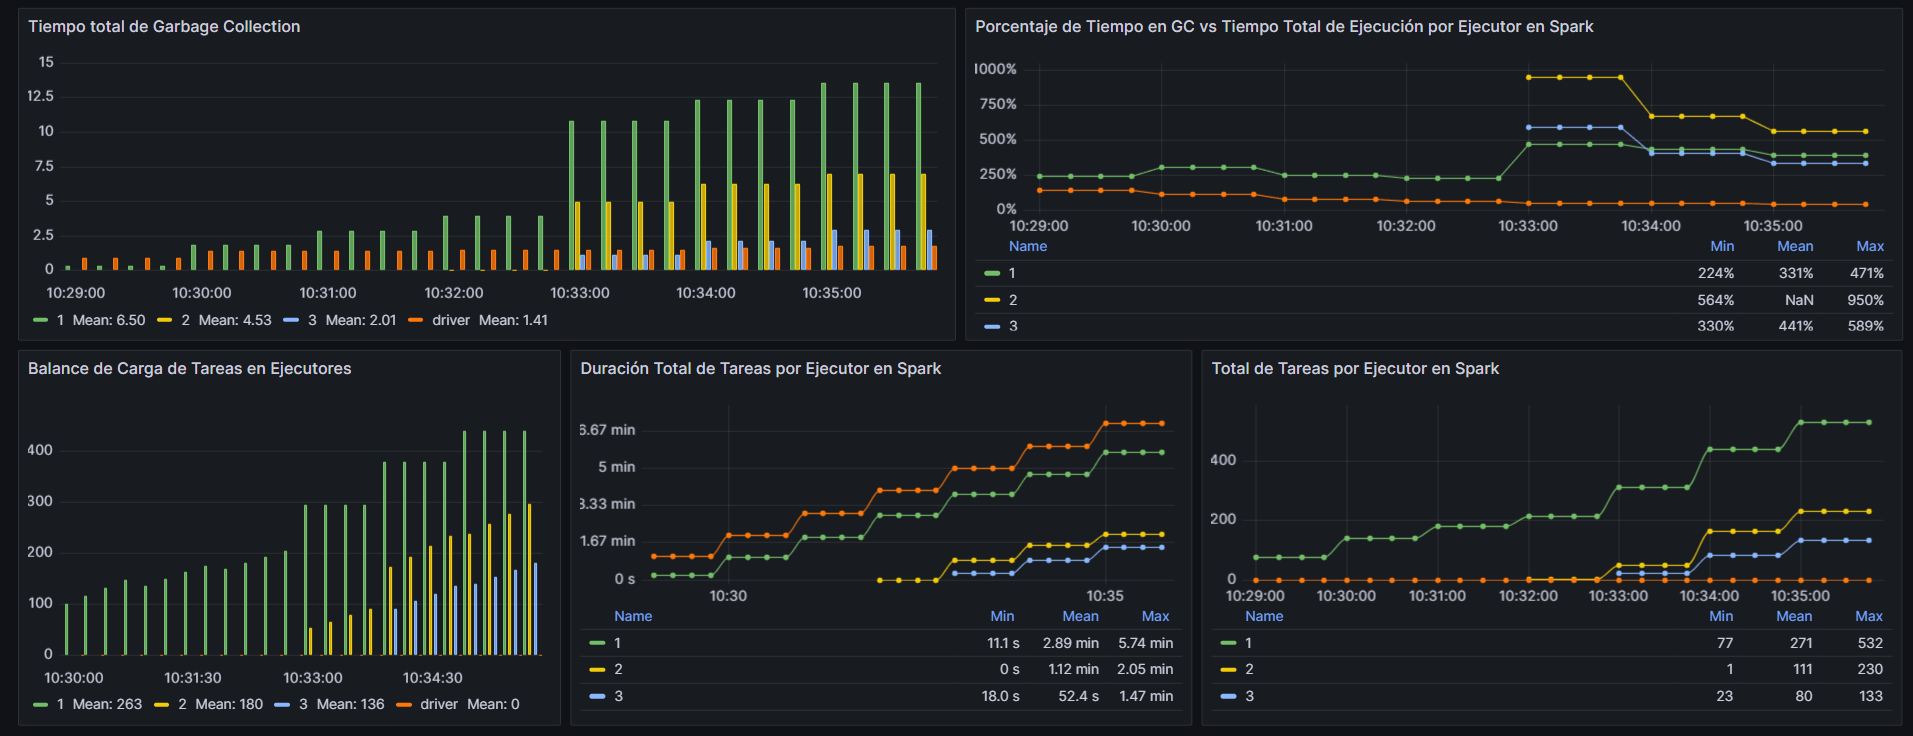 Tiempo total de Garbage Collection
15
12.5
10
7.5
5
2.5
0
10:29:00 10:30:00 10:31:00 10:32:00 10:33:00 10:34:00 10:35:00
1 Mean: 6.50 2 Mean: 4.53 3 Mean: 2.01 driver Mean: 1.41
Porcentaje de Tiempo en GC vs Tiempo Total de Ejecución por Ejecutor en Spark
1000%
750%
500%
250%
0%
10:29:00 10:30:00 10:31:00 10:32:00 10:33:00 10:34:00 10:35:00
Name Min Mean Max
1 224% 331% 471%
2 564% NaN 950%
3 330% 441% 589%
Balance de Carga de Tareas en Ejecutores
400
300
200
100
0
10:30:00 10:31:30 10:33:00 10:34:30
1 Mean: 263 2 Mean: 180 3 Mean: 136 driver Mean: 0
Duración Total de Tareas por Ejecutor en Spark
6.67 min
5 min
3.33 min
1.67 min
0 s
10:30 10:35
Name Min Mean Max
1 11.1 s 2.89 min 5.74 min
2 0 s 1.12 min 2.05 min
3 18.0 s 52.4 s 1.47 min
Total de Tareas por Ejecutor en Spark
400
200
0
10:29:00 10:30:00 10:31:00 10:32:00 10:33:00 10:34:00 10:35:00
Name Min Mean Max
1 77 271 532
2 1 111 230
3 23 80 133